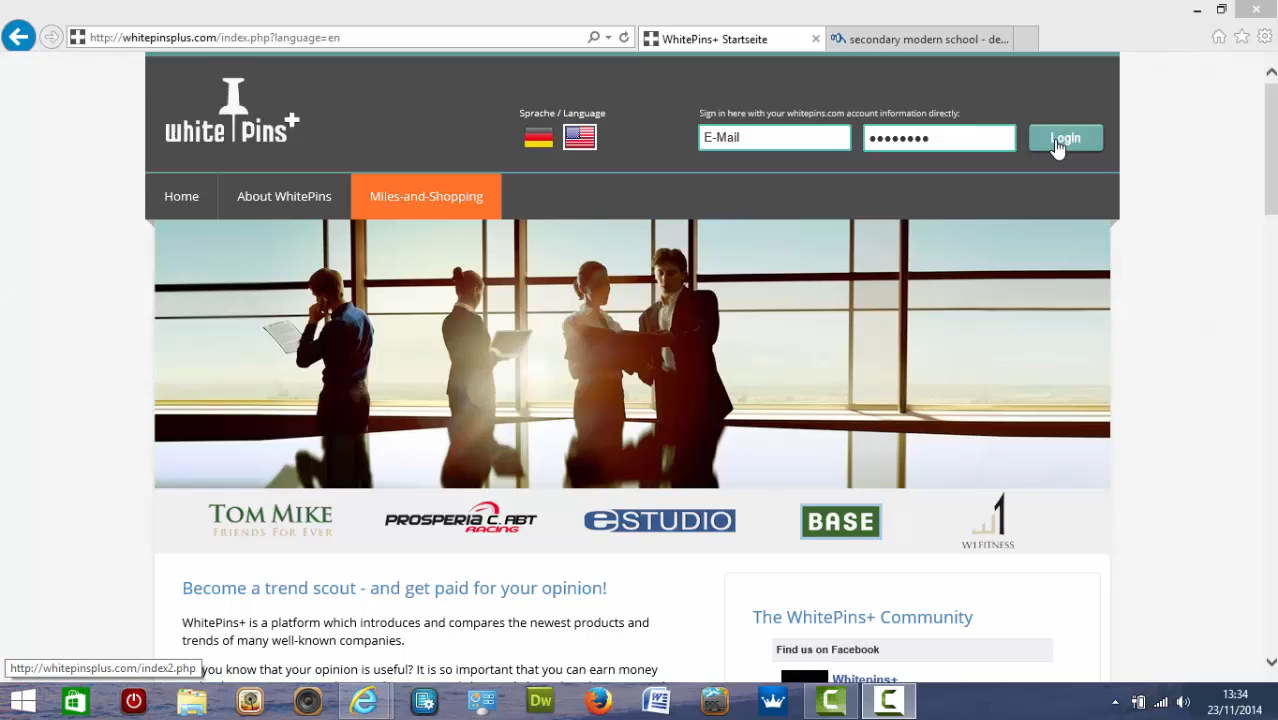 http://whitepinsplus.com/index.php?language=en
WhitePins+ Startseite
secondary modern school - de...
white Pins+
Sprache / Language
Sign in here with your whitepins.com account information directly:
E-Mail
••••••••
Login
Home
About WhitePins
Miles-and-Shopping
TOM MIKE
FRIENDS FOR EVER
PROSPERIA C. ABT
RACING
eSTUDIO
BASE
W1 FITNESS
Become a trend scout - and get paid for your opinion!
WhitePins+ is a platform which introduces and compares the newest products and
trends of many well-known companies.
you know that your opinion is useful? It is so important that you can earn money
The WhitePins+ Community
Find us on Facebook
Whitepins+
http://whitepinsplus.com/index2.php
Dw
13:34
23/11/2014